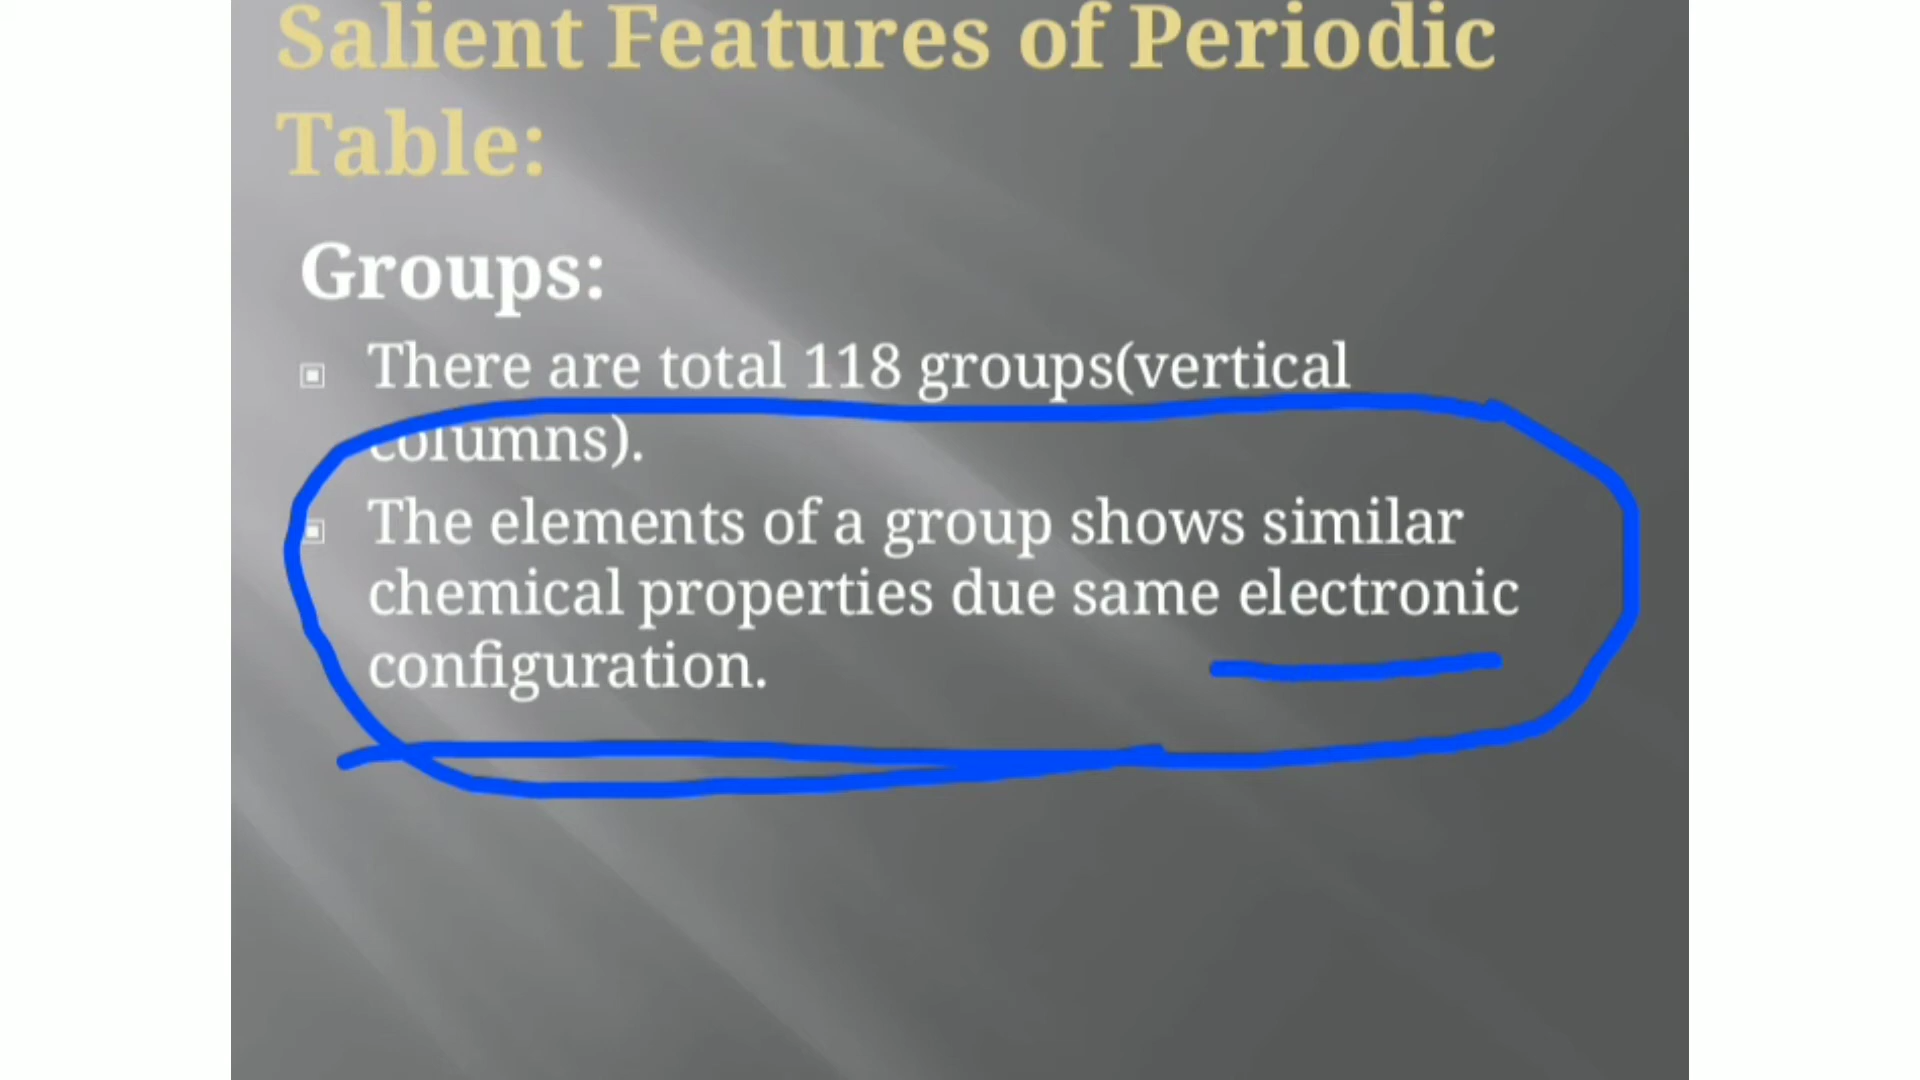 Salient Features of Periodic
Table:
Groups:
There are total 118 groups(vertical
columns).
The elements of a group shows similar
chemical properties due same electronic
configuration.